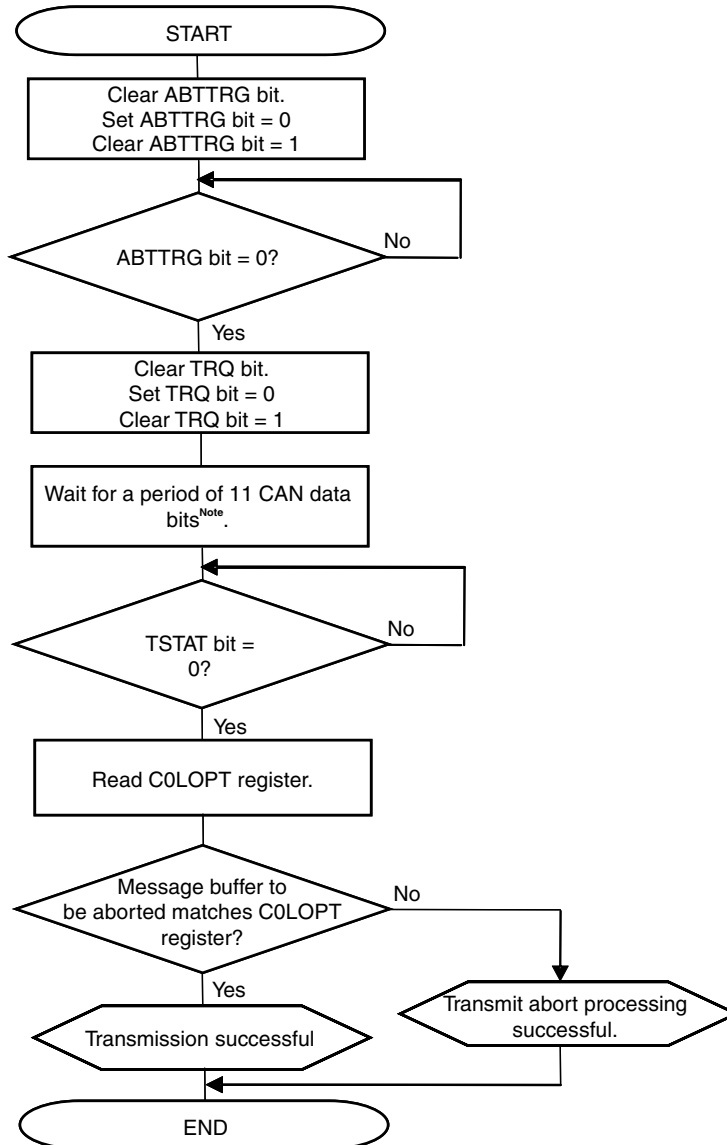 START
Clear ABTTRG bit.
Set ABTTRG bit = 0
Clear ABTTRG bit = 1
ABTTRG bit = 0?
No
Yes
Clear TRQ bit.
Set TRQ bit = 0
Clear TRQ bit = 1
Wait for a period of 11 CAN data
bitsNote.
TSTAT bit =
0?
No
Yes
Read C0LOPT register.
Message buffer to
be aborted matches C0LOPT
register?
No
Yes
Transmit abort processing
successful.
Transmission successful
END